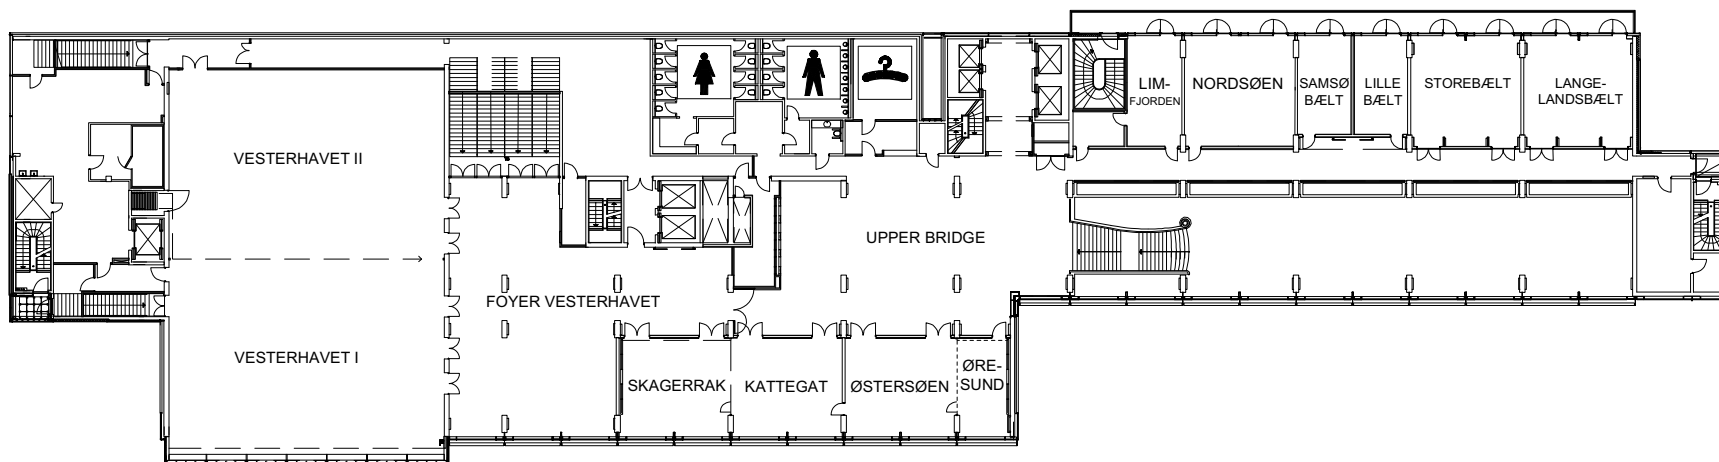 LIM-
FJORDEN
NORDSØEN
SAMSØ
BÆLT
LILLE
BÆLT
STOREBÆLT
LANGE-
LANDSBÆLT
VESTERHAVET II
UPPER BRIDGE
FOYER VESTERHAVET
VESTERHAVET I
SKAGERRAK
KATTEGAT
ØSTERSØEN
ØRE-
SUND